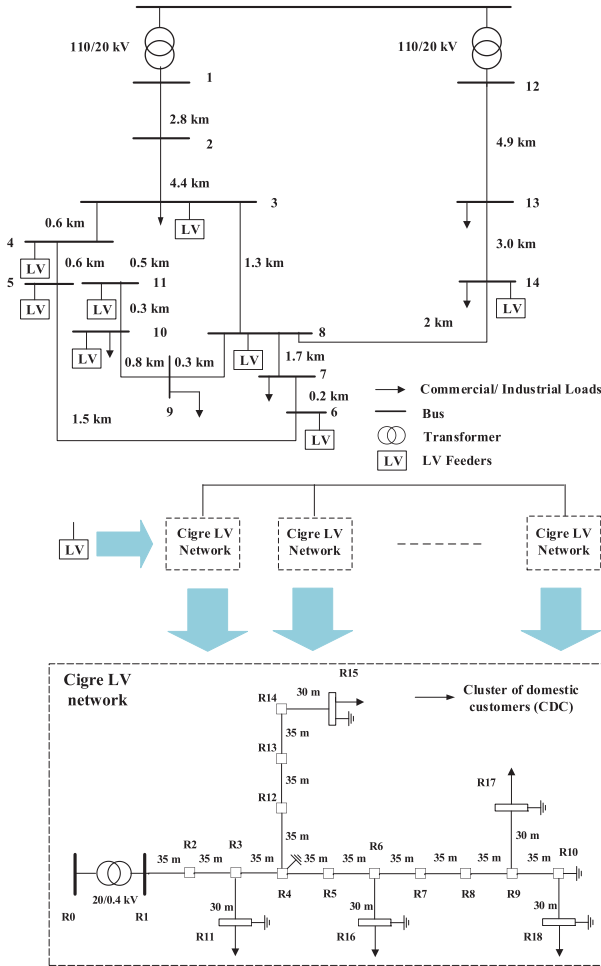 110/20 kV
110/20 kV
1
12
2.8 km
4.9 km
2
4.4 km
3
13
0.6 km
LV
4
LV
0.6 km
0.5 km
1.3 km
3.0 km
5
LV
LV
11
14
LV
0.3 km
10
8
2 km
LV
LV
1.7 km
0.8 km
0.3 km
7
9
0.2 km
6
1.5 km
LV
Commercial/ Industrial Loads
Bus
Transformer
LV
LV Feeders
LV
Cigre LV
Network
Cigre LV
Network
Cigre LV
Network
Cigre LV
network
R15
R14
30 m
Cluster of domestic
customers (CDC)
35 m
R13
35 m
R17
R12
35 m
30 m
R2
R3
R6
R10
35 m
35 m
35 m
35 m
35 m
35 m
35 m
35 m
35 m
R4
R5
R7
R8
R9
20/0.4 kV
R0
R1
30 m
30 m
30 m
R11
R16
R18